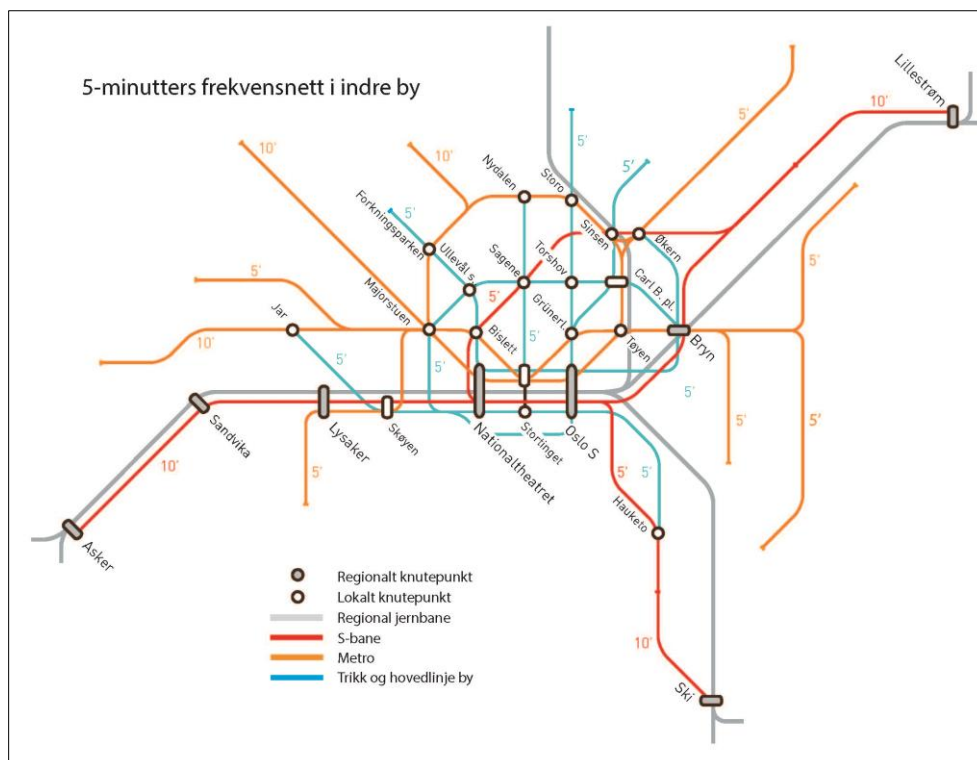 5-minutters frekvensnett i indre by
Lillestrøm
10'
5'
10'
10'
Nydalen
Storo
5'
5'
Forkningsparken
5'
Ullevål s.
Sinsen
Økern
Sagene
Torshov
5'
Majorstuen
5'
Carl B. pl.
5'
Jar
Bislett
Grünerl.
5'
Tøyen
Bryn
10'
5'
5'
5'
Sandvika
Lysaker
Skøyen
Nationaltheatret
Stortinget
Oslo S
5'
5'
10'
5'
5'
5'
Hauketo
Asker
Regionalt knutepunkt
Lokalt knutepunkt
Regional jernbane
S-bane
Metro
Trikk og hovedlinje by
10'
Ski